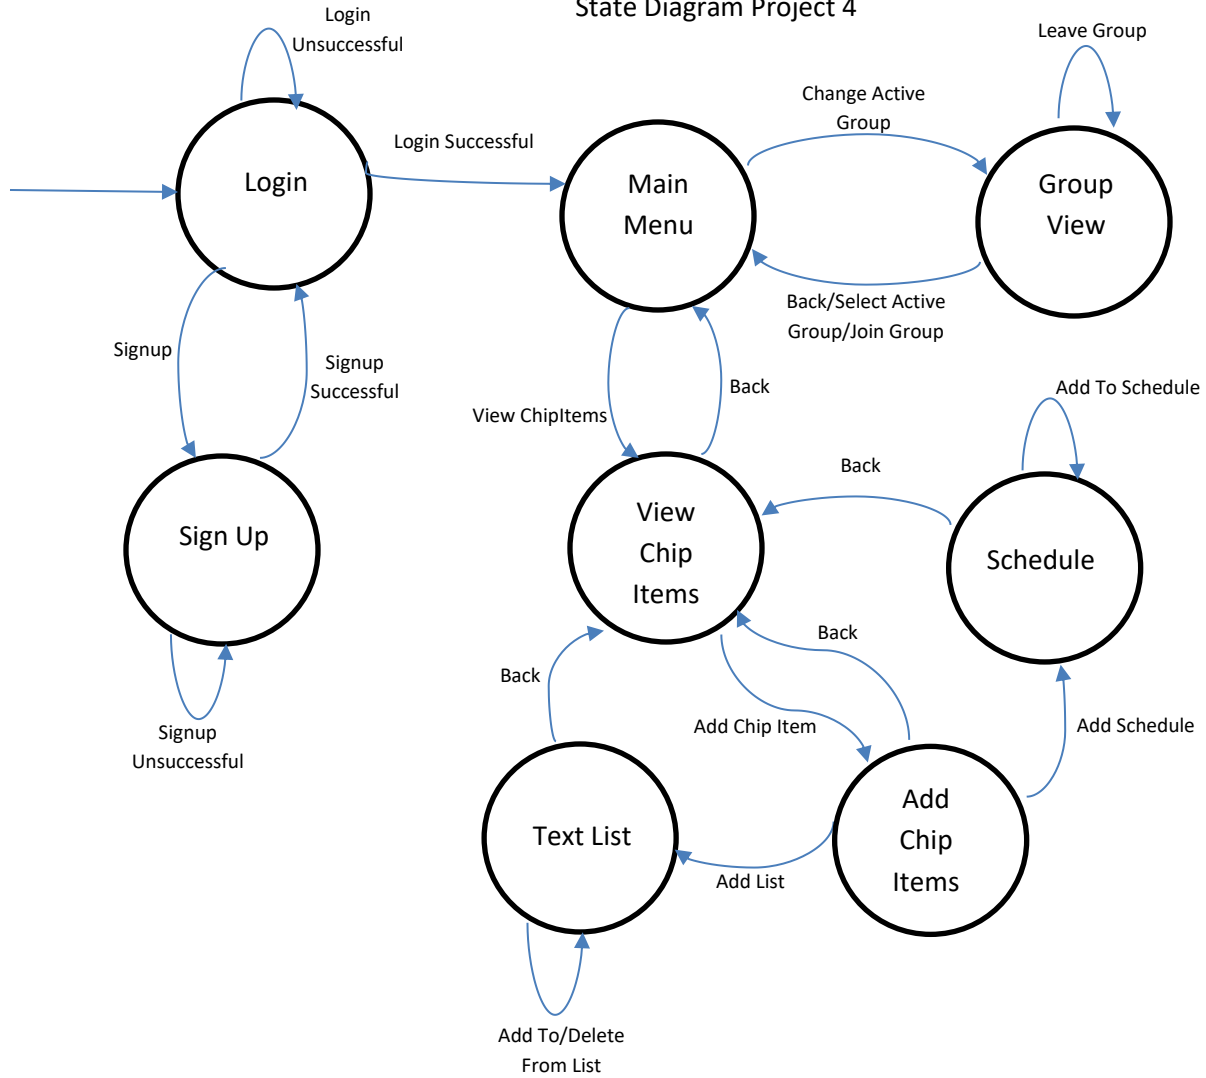 State Diagram Project 4
Login
Unsuccessful
Leave Group
Change Active
Group
Login Successful
Login
Main
Menu
Group
View
Back/Select Active
Group/Join Group
Signup
Signup
Successful
Back
View ChipItems
Add To Schedule
Back
View
Chip
Items
Sign Up
Schedule
Back
Back
Add Chip Item
Add Schedule
Signup
Unsuccessful
Add
Chip
Items
Text List
Add List
Add To/Delete
From List